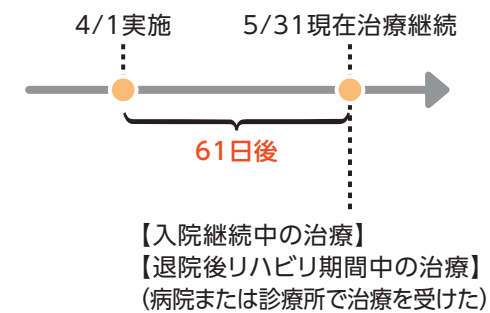 4/1実施
5/31現在治療継続
61日後
【入院継続中の治療】
【退院後リハビリ期間中の治療】
(病院または診療所で治療を受けた)